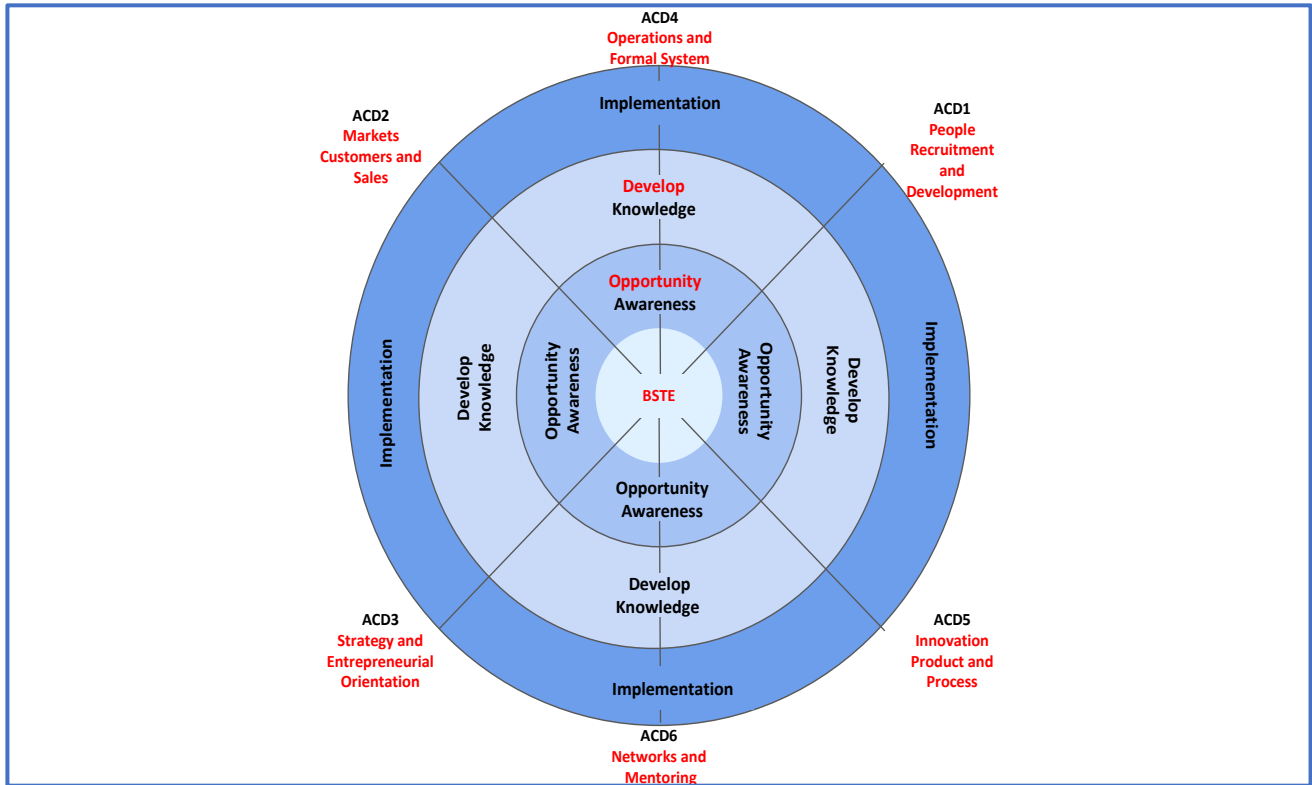 ACD4
Operations and
Formal System
Implementation
ACD2
Markets
Customers and
Sales
ACD1
People
Recruitment
and
Development
Develop
Knowledge
Opportunity
Awareness
Implementation
Develop
Knowledge
Opportunity
Awareness
BSTE
Opportunity
Awareness
Develop
Knowledge
Implementation
Opportunity
Awareness
Develop
Knowledge
ACD3
Strategy and
Entrepreneurial
Orientation
ACD5
Innovation
Product and
Process
Implementation
ACD6
Networks and
Mentoring